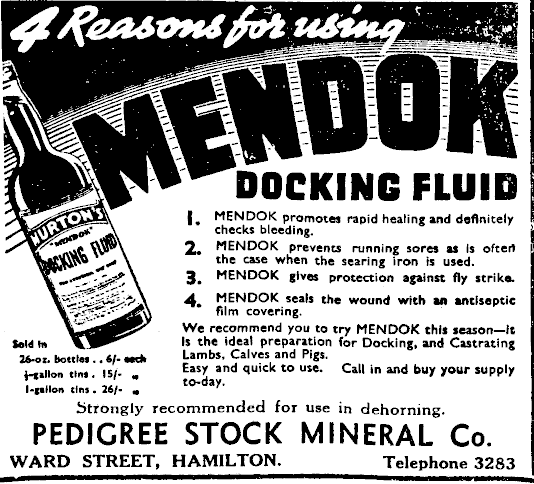 4 Reasons for using
MENDOK
DOCKING FLUID
HURTON'S
"MENDOK"
DOCKING FLUID
1. MENDOK promotes rapid healing and definitely
checks bleeding.
2. MENDOK prevents running sores as is often
the case when the searing iron is used.
3. MENDOK gives protection against fly strike.
4. MENDOK seals the wound with an antiseptic
film covering.
We recommend you to try MENDOK this season—it
is the ideal preparation for Docking, and Castrating
Lambs, Calves and Pigs.
Easy and quick to use. Call in and buy your supply
to-day.
Sold in
26-oz. bottles . . 6/- each
½-gallon tins . 15/- „
1-gallon tins . 26/- „
Strongly recommended for use in dehorning.
PEDIGREE STOCK MINERAL Co.
WARD STREET, HAMILTON. Telephone 3283